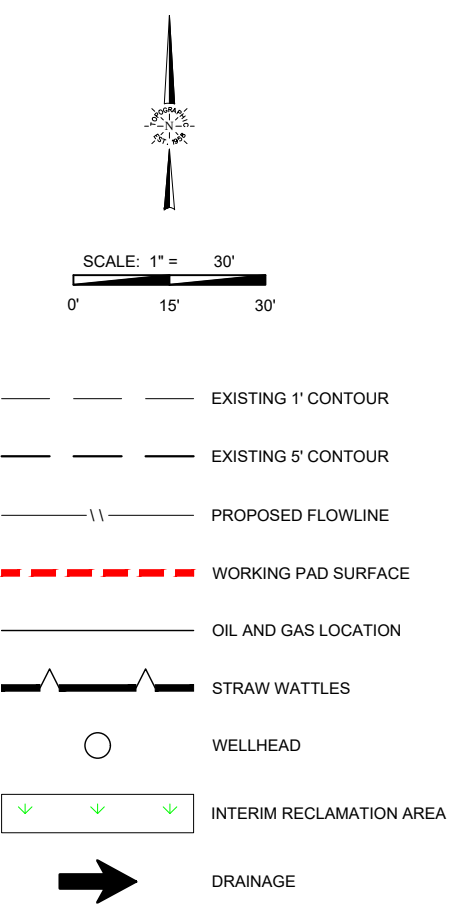 TOPOGRAPHIC
N
EST. 1958
SCALE: 1" = 30'
0' 15' 30'
EXISTING 1' CONTOUR
EXISTING 5' CONTOUR
PROPOSED FLOWLINE
WORKING PAD SURFACE
OIL AND GAS LOCATION
STRAW WATTLES
WELLHEAD
INTERIM RECLAMATION AREA
DRAINAGE